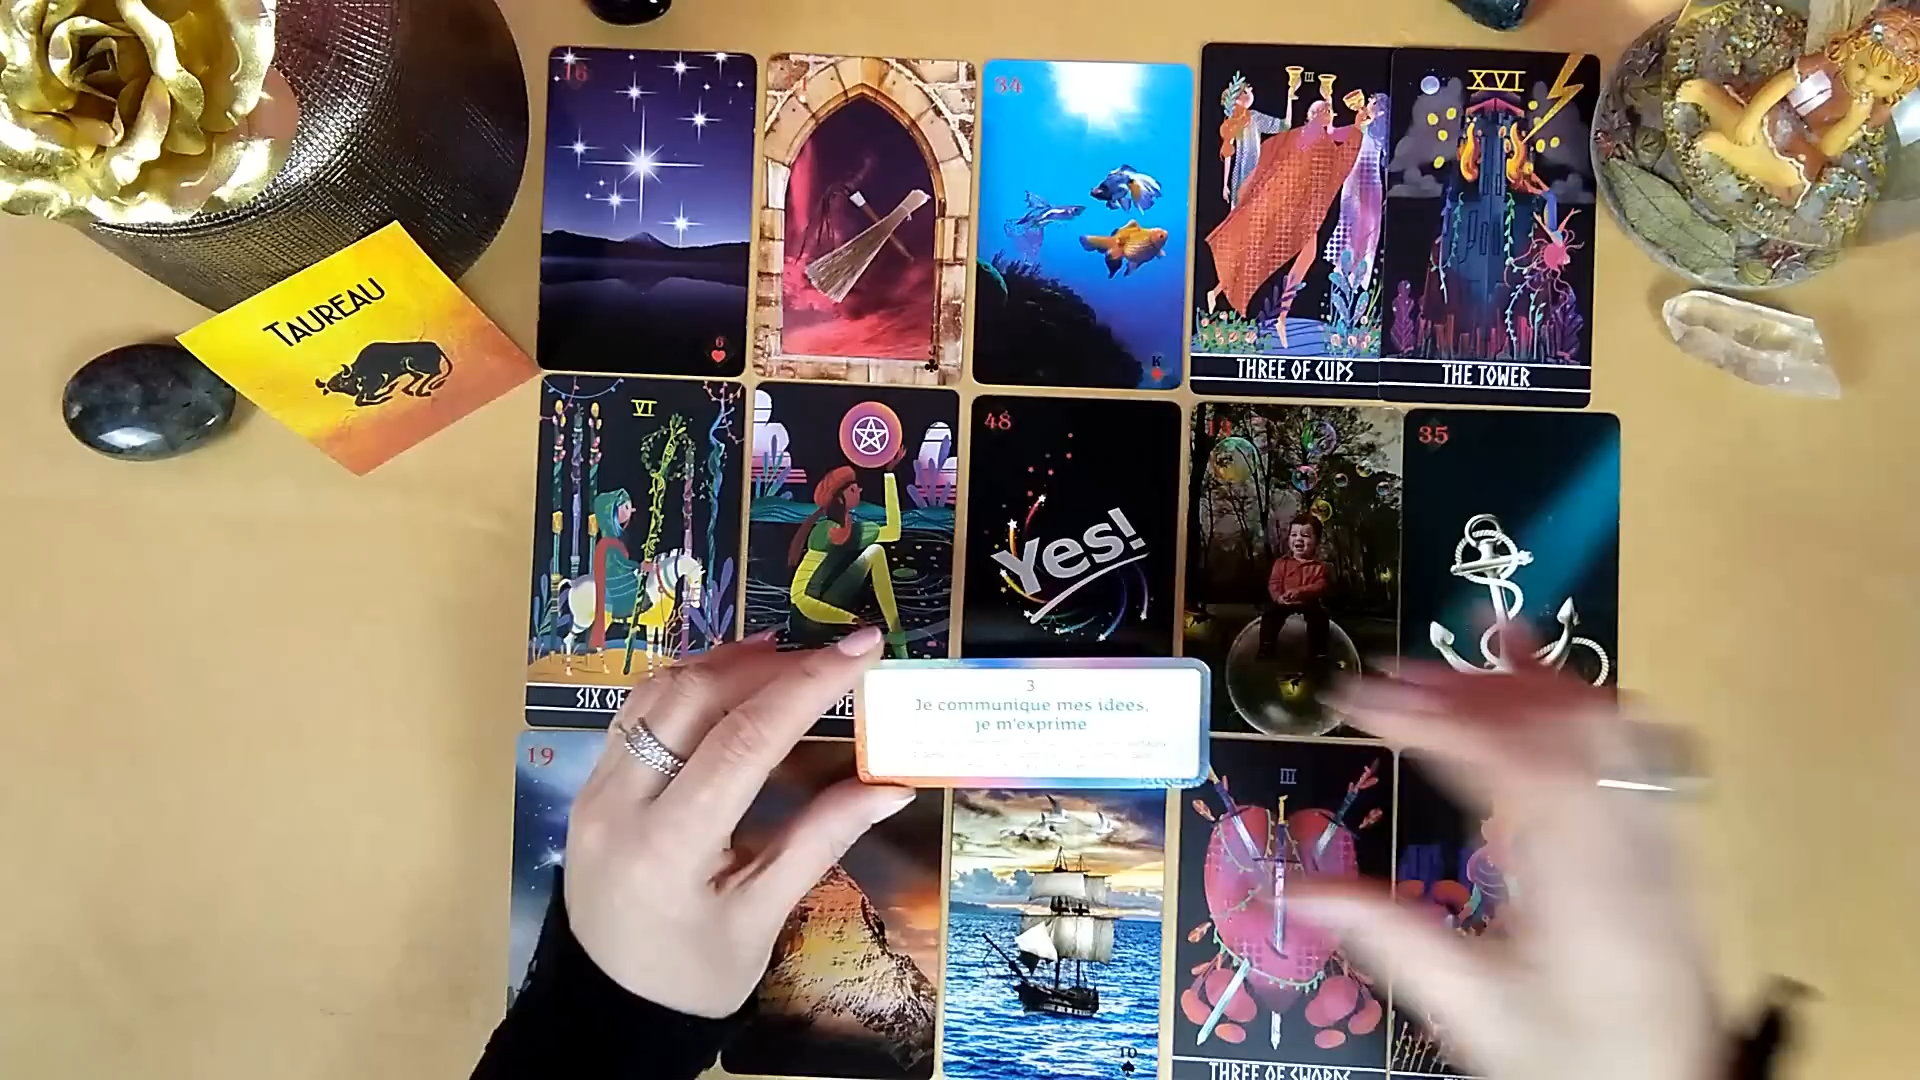 16
6
34
K
III
THREE OF CUPS
XVI
THE TOWER
TAUREAU
VI
SIX OF
48
Yes!
13
35
3
Je communique mes idées,
je m'exprime
19
10
III
THREE OF SWORDS